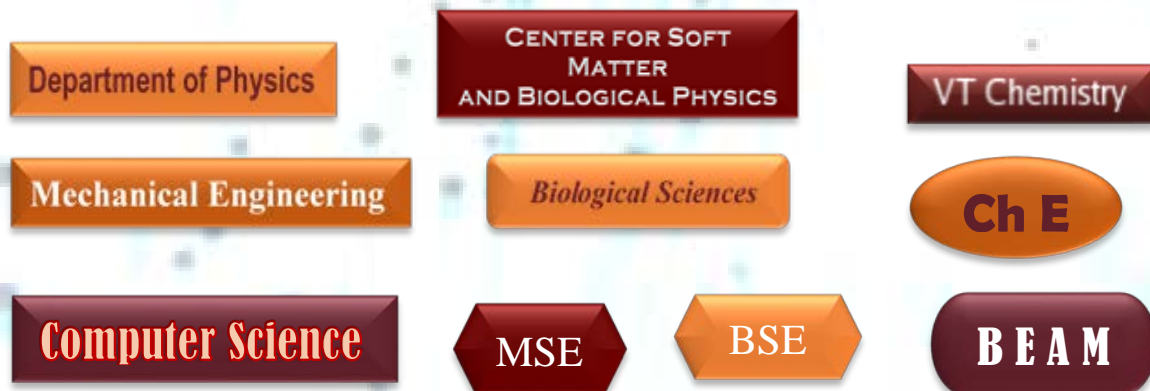 Department of Physics
CENTER FOR SOFT
MATTER
AND BIOLOGICAL PHYSICS
VT Chemistry
Mechanical Engineering
Biological Sciences
Ch E
Computer Science
MSE
BSE
BEAM